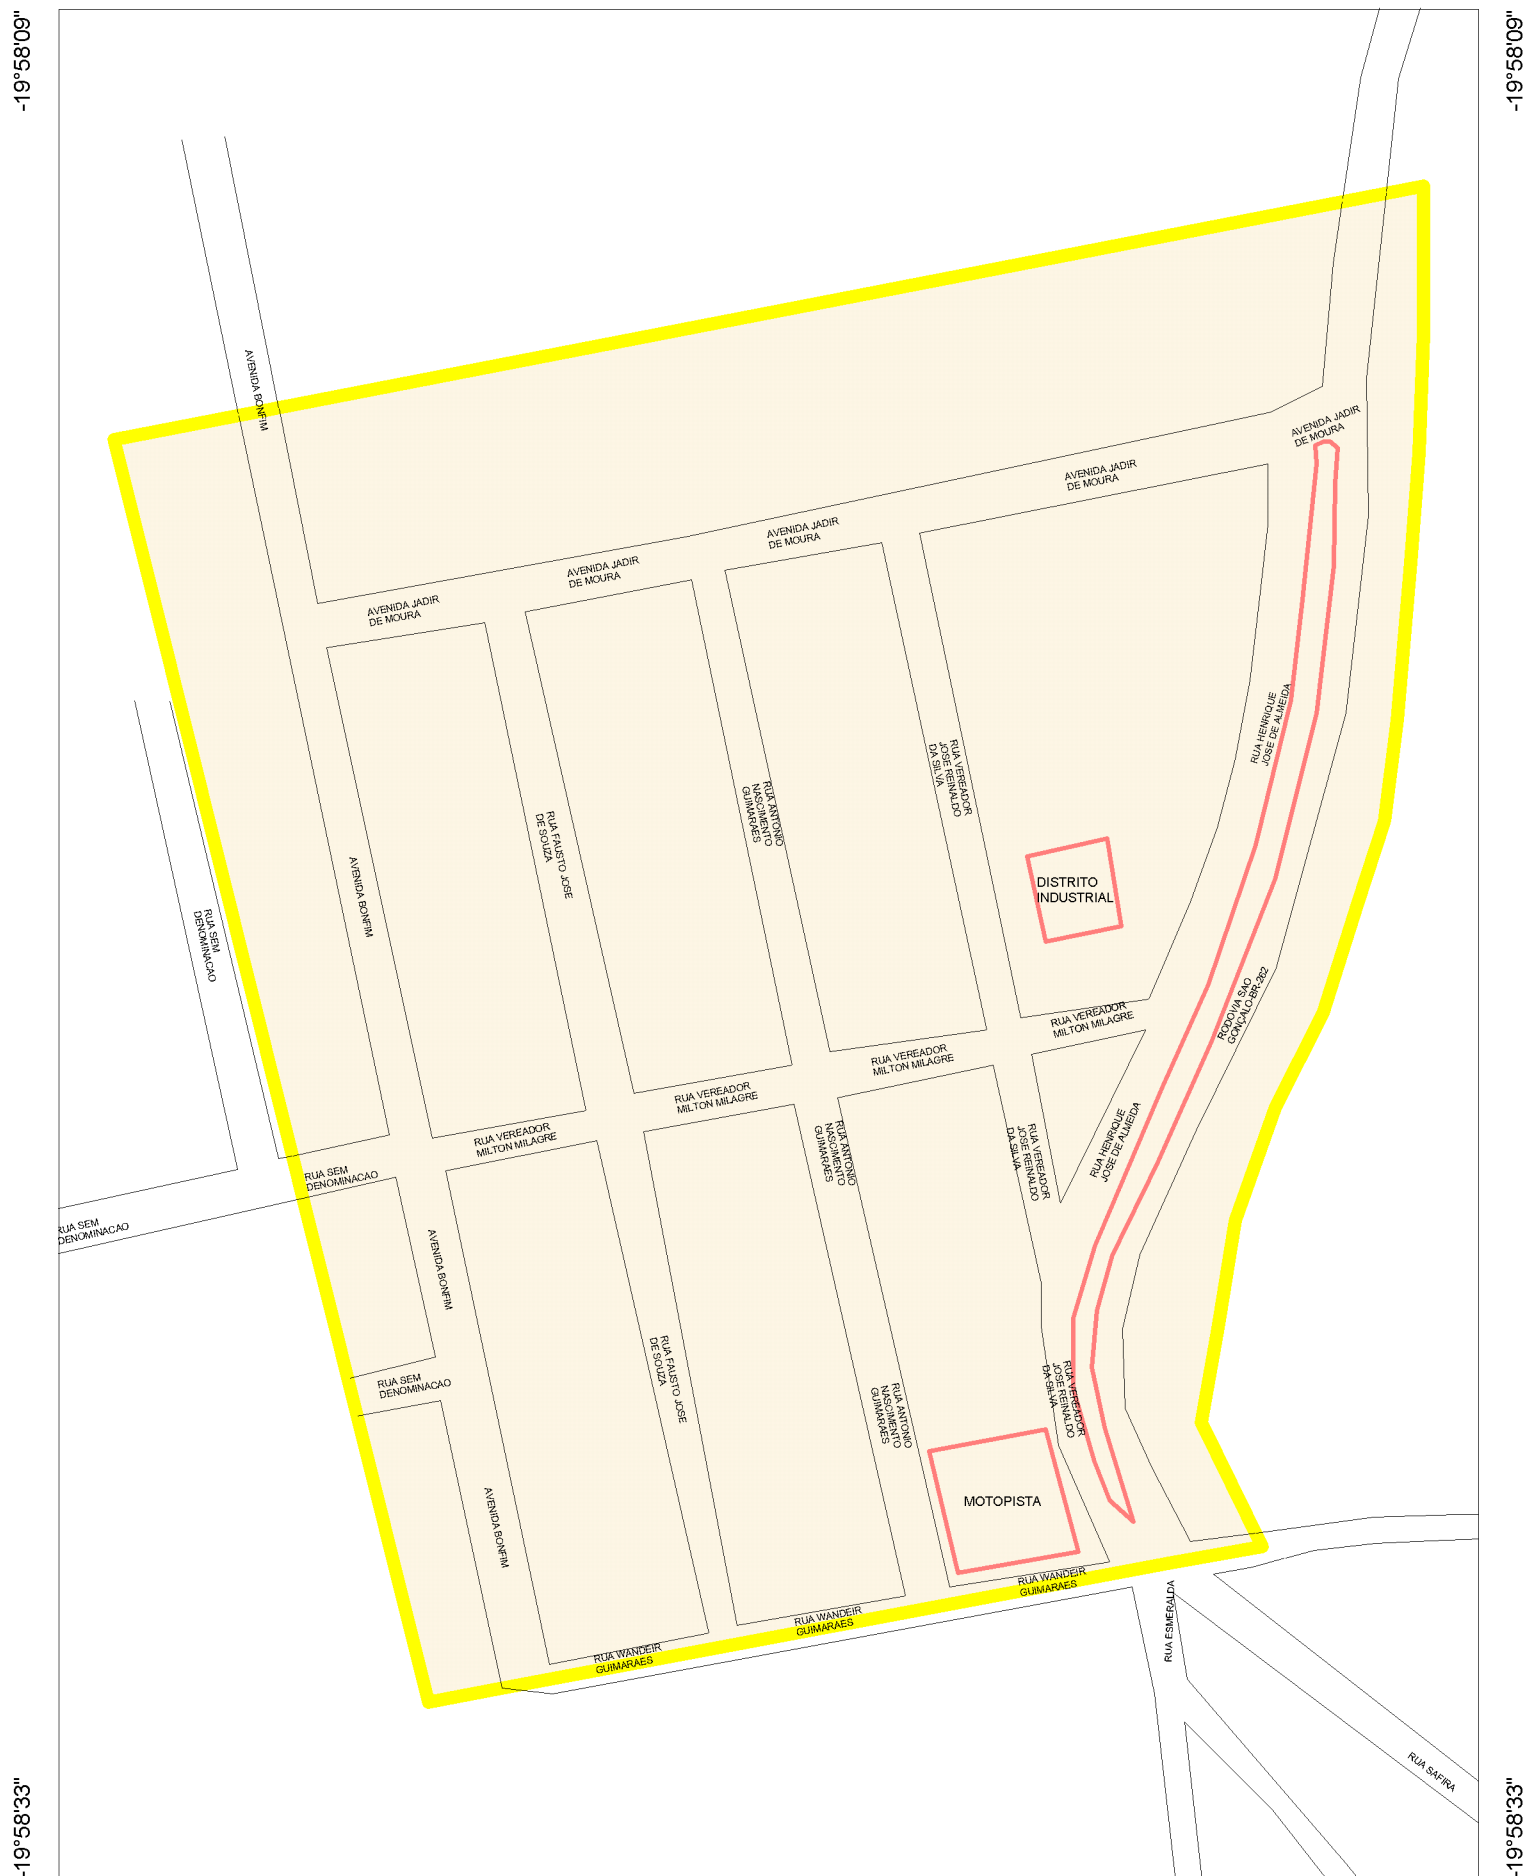 -19°58'09"
-19°58'09"
AVENIDA BONFIM
AVENIDA JADIR
DE MOURA
AVENIDA JADIR
DE MOURA
AVENIDA JADIR
DE MOURA
AVENIDA JADIR
DE MOURA
AVENIDA JADIR
DE MOURA
RUA HENRIQUE
JOSE DE ALMEIDA
RUA VEREADOR
JOSE REINALDO
DA SILVA
RUA ANTONIO
NASCIMENTO
GUIMARAES
RUA FAUSTO JOSE
DE SOUZA
AVENIDA BONFIM
RUA SEM
DENOMINACAO
DISTRITO
INDUSTRIAL
RODOVIA SAO
GONÇALO-BR-262
RUA VEREADOR
MILTON MILAGRE
RUA VEREADOR
MILTON MILAGRE
RUA VEREADOR
MILTON MILAGRE
RUA VEREADOR
MILTON MILAGRE
RUA SEM
DENOMINACAO
RUA SEM
DENOMINACAO
RUA ANTONIO
NASCIMENTO
GUIMARAES
RUA VEREADOR
JOSE REINALDO
DA SILVA
RUA HENRIQUE
JOSE DE ALMEIDA
AVENIDA BONFIM
RUA SEM
DENOMINACAO
RUA FAUSTO JOSE
DE SOUZA
RUA ANTONIO
NASCIMENTO
GUIMARAES
RUA VEREADOR
JOSE REINALDO
DA SILVA
AVENIDA BONFIM
MOTOPISTA
RUA WANDEIR
GUIMARAES
RUA WANDEIR
GUIMARAES
RUA WANDEIR
GUIMARAES
RUA ESMERALDA
RUA SAFIRA
-19°58'33"
-19°58'33"